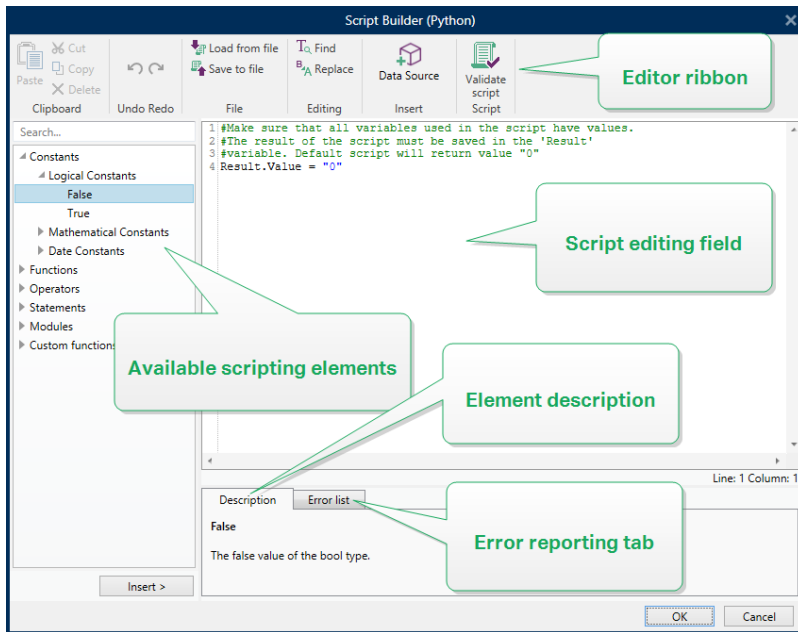 Script Builder (Python)
Paste
Cut
Copy
Delete
Clipboard
Undo Redo
Load from file
Save to file
File
Find
Replace
Editing
Data Source
Insert
Validate
script
Script
Editor ribbon
Search...
Constants
Logical Constants
False
True
Mathematical Constants
Date Constants
Functions
Operators
Statements
Modules
Custom function
Available scripting elements
Insert >
1 #Make sure that all variables used in the script have values.
2 #The result of the script must be saved in the 'Result'
3 #variable. Default script will return value "0"
4 Result.Value = "0"
Script editing field
Element description
Line: 1 Column: 1
Description
Error list
False
The false value of the bool type.
Error reporting tab
OK
Cancel